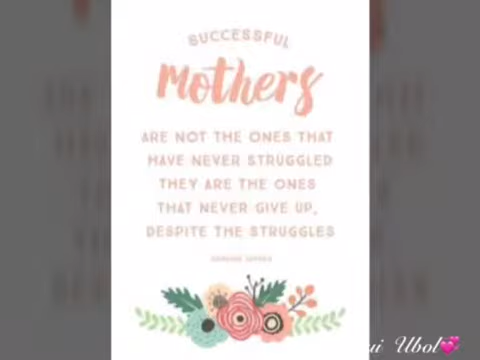 SUCCESSFUL
mothers
ARE NOT THE ONES THAT
HAVE NEVER STRUGGLED
THEY ARE THE ONES
THAT NEVER GIVE UP,
DESPITE THE STRUGGLES
Ubol💞